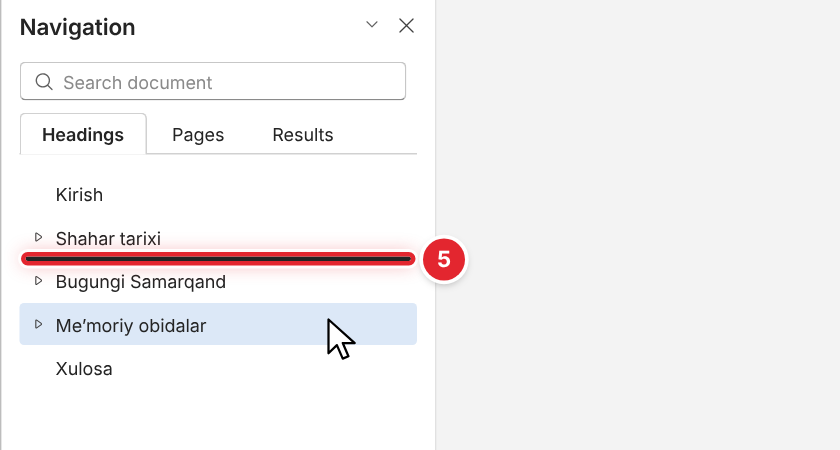 Navigation
Search document
Headings Pages Results
Kirish
Shahar tarixi
5
Bugungi Samarqand
Me’moriy obidalar
Xulosa